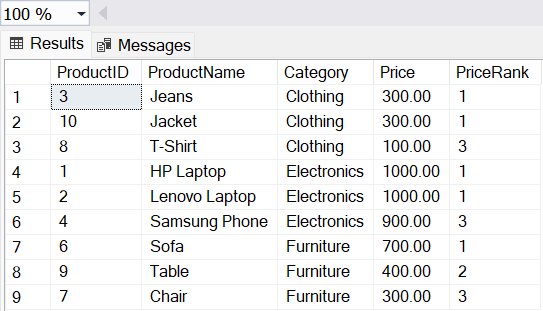 100 %
Results Messages
ProductID ProductName Category Price PriceRank
1 3 Jeans Clothing 300.00 1
2 10 Jacket Clothing 300.00 1
3 8 T-Shirt Clothing 100.00 3
4 1 HP Laptop Electronics 1000.00 1
5 2 Lenovo Laptop Electronics 1000.00 1
6 4 Samsung Phone Electronics 900.00 3
7 6 Sofa Furniture 700.00 1
8 9 Table Furniture 400.00 2
9 7 Chair Furniture 300.00 3